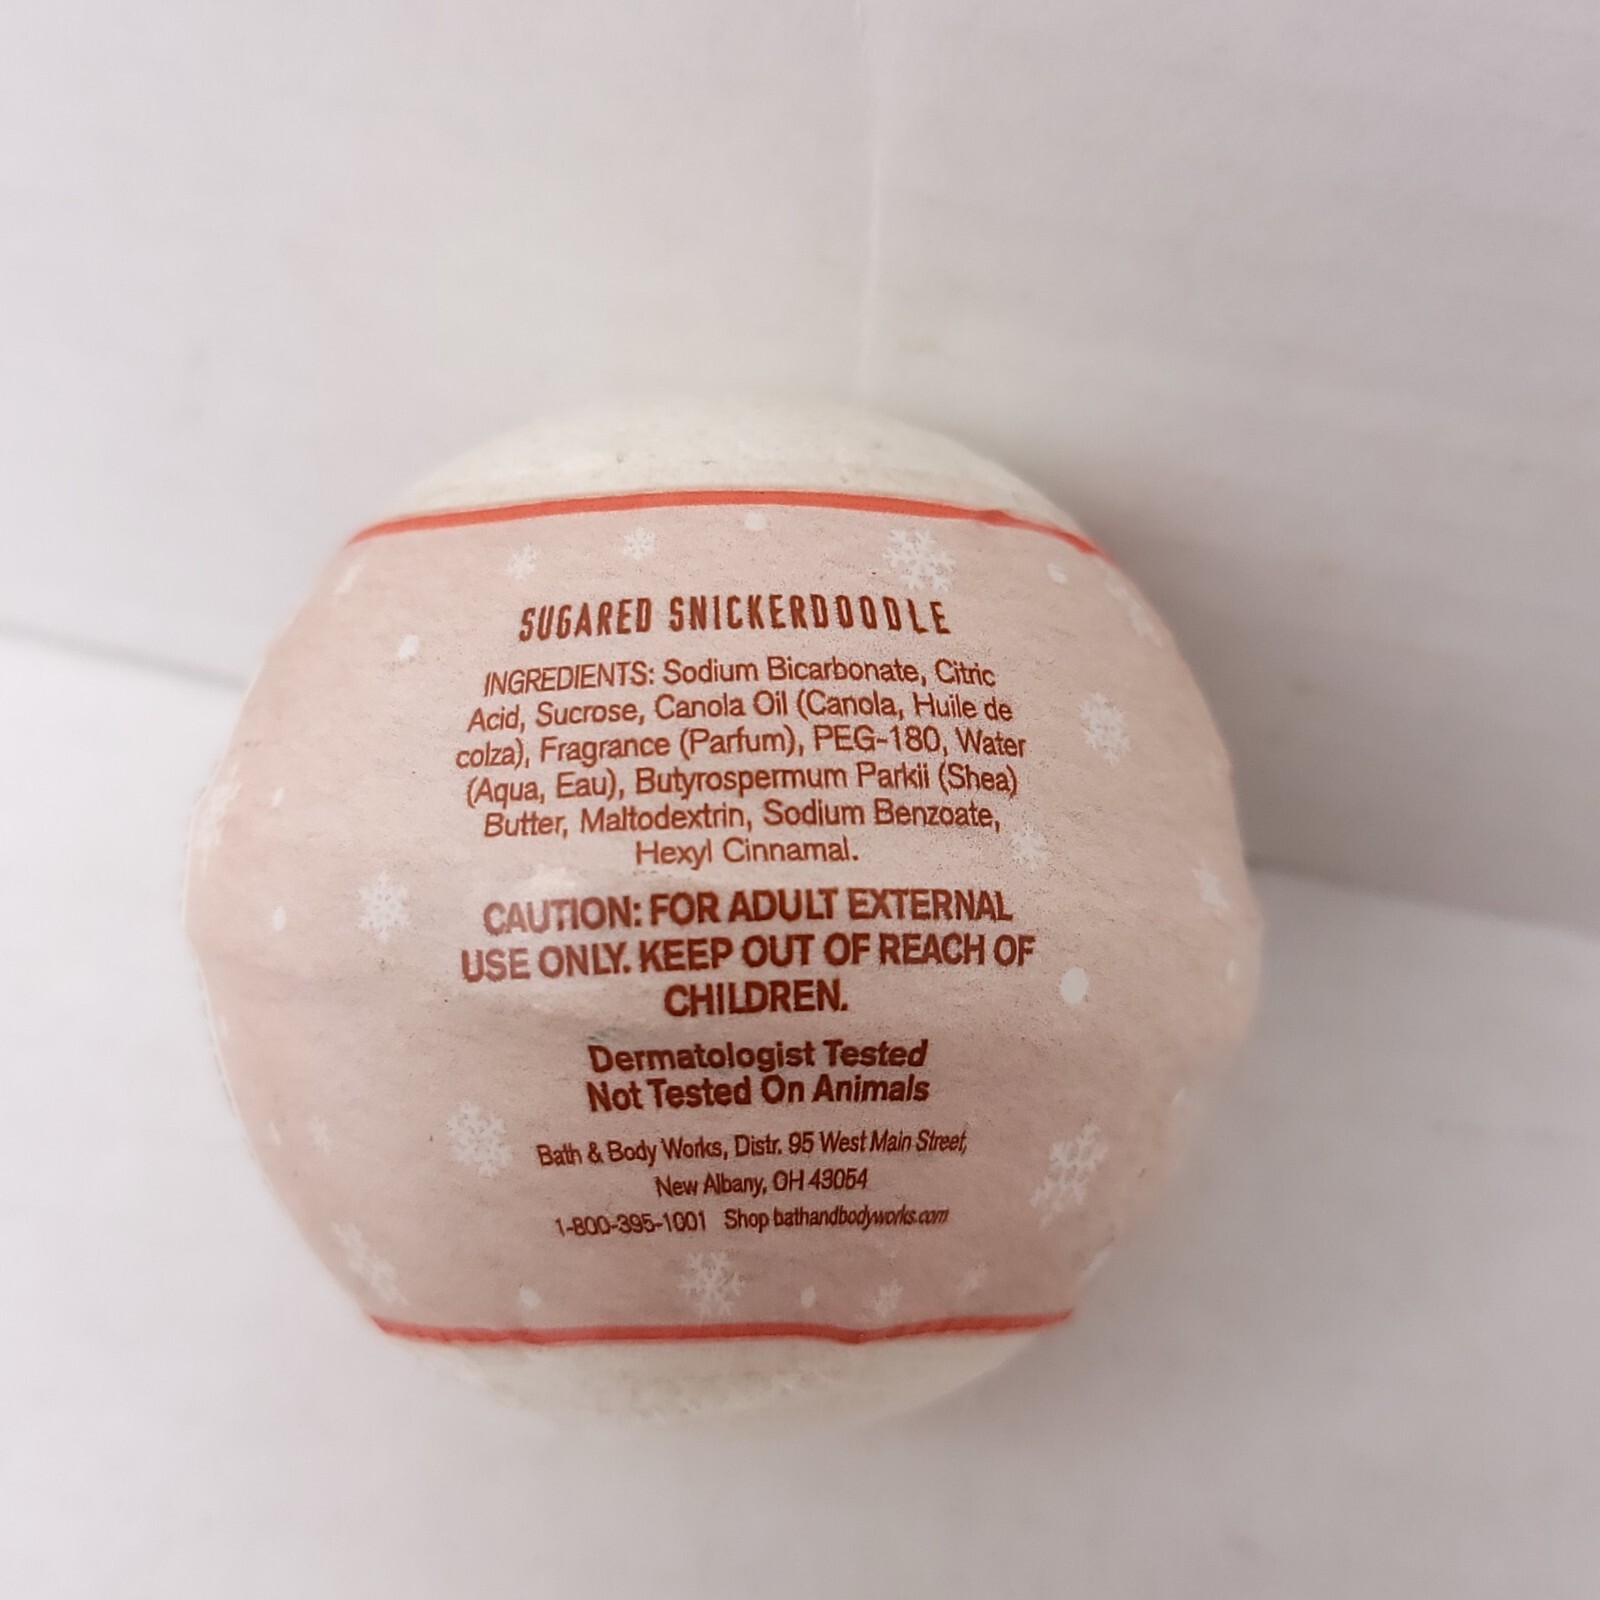 SUGARED SNICKERDOODLE
INGREDIENTS: Sodium Bicarbonate, Citric
Acid, Sucrose, Canola Oil (Canola, Huile de
colza), Fragrance (Parfum), PEG-180, Water
(Aqua, Eau), Butyrospermum Parkii (Shea)
Butter, Maltodextrin, Sodium Benzoate,
Hexyl Cinnamal.
CAUTION: FOR ADULT EXTERNAL
USE ONLY. KEEP OUT OF REACH OF
CHILDREN.
Dermatologist Tested
Not Tested On Animals
Bath & Body Works, Distr. 95 West Main Street,
New Albany, OH 43054
1-800-395-1001 Shop bathandbodyworks.com